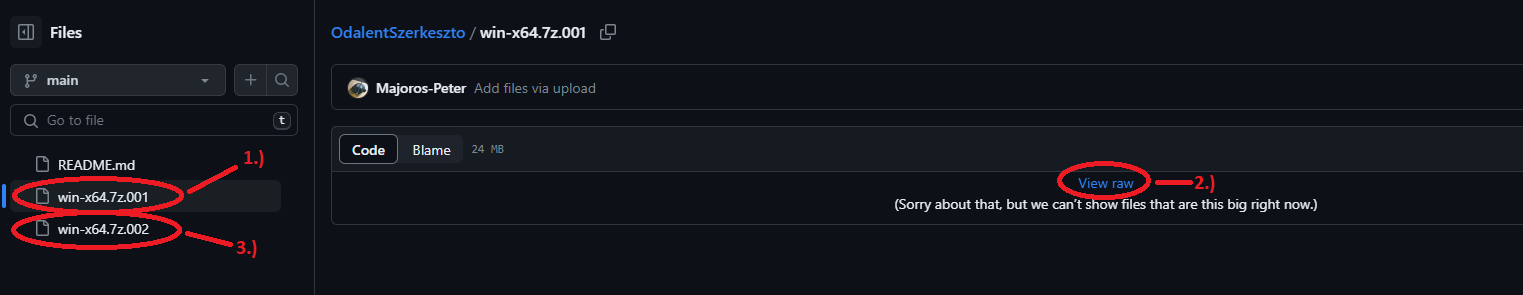 Files
main
Go to file
t
README.md
win-x64.7z.001
win-x64.7z.002
1.)
3.)
OdalentSzerkeszto / win-x64.7z.001
Majoros-Peter Add files via upload
Code Blame 24 MB
View raw
2.)
(Sorry about that, but we can't show files that are this big right now.)